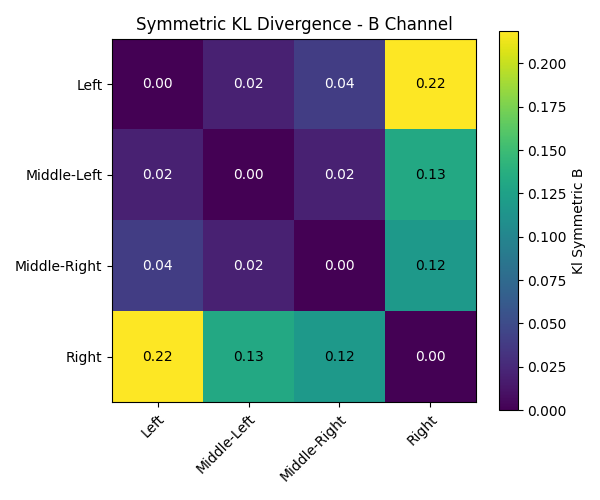 Symmetric KL Divergence - B Channel
Left 0.00 0.02 0.04 0.22
Middle-Left 0.02 0.00 0.02 0.13
Middle-Right 0.04 0.02 0.00 0.12
Right 0.22 0.13 0.12 0.00
Left Middle-Left Middle-Right Right
0.200
0.175
0.150
0.125
0.100
0.075
0.050
0.025
0.000
Kl Symmetric B